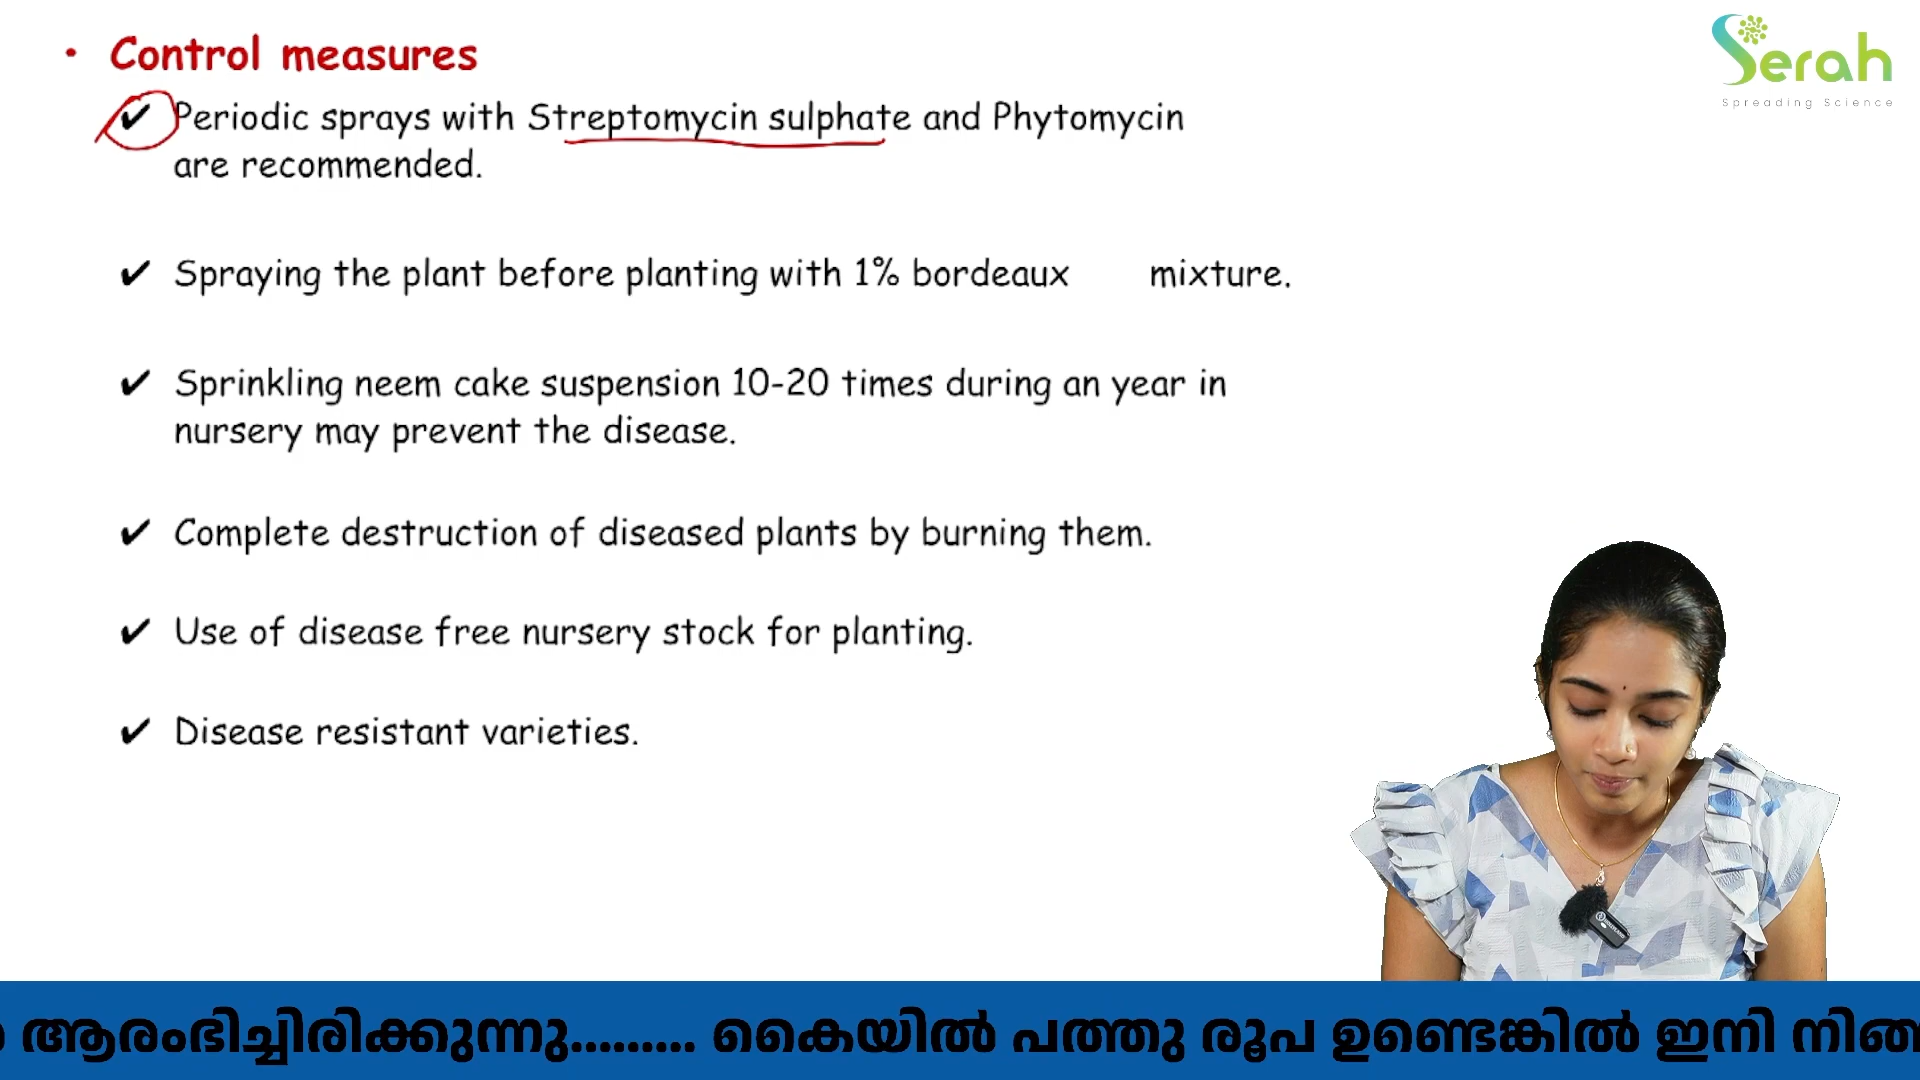 • Control measures
✔ Periodic sprays with Streptomycin sulphate and Phytomycin
are recommended.
✔ Spraying the plant before planting with 1% bordeaux mixture.
✔ Sprinkling neem cake suspension 10-20 times during an year in
nursery may prevent the disease.
✔ Complete destruction of diseased plants by burning them.
✔ Use of disease free nursery stock for planting.
✔ Disease resistant varieties.
Serah
Spreading Science
ആരംഭിച്ചിരിക്കുന്നു......... കൈയിൽ പത്തു രൂപ ഉണ്ടെങ്കിൽ ഇനി